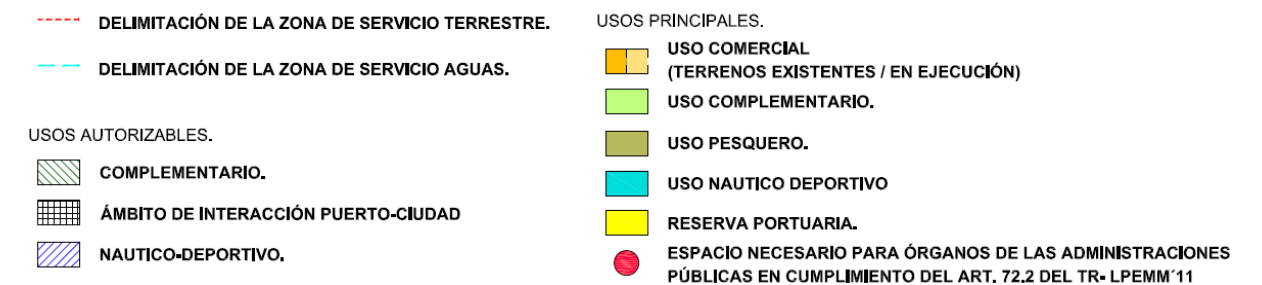 DELIMITACIÓN DE LA ZONA DE SERVICIO TERRESTRE.
DELIMITACIÓN DE LA ZONA DE SERVICIO AGUAS.
USOS AUTORIZABLES.
COMPLEMENTARIO.
ÁMBITO DE INTERACCIÓN PUERTO-CIUDAD
NAUTICO-DEPORTIVO.
USOS PRINCIPALES.
USO COMERCIAL
(TERRENOS EXISTENTES / EN EJECUCIÓN)
USO COMPLEMENTARIO.
USO PESQUERO.
USO NAUTICO DEPORTIVO
RESERVA PORTUARIA.
ESPACIO NECESARIO PARA ÓRGANOS DE LAS ADMINISTRACIONES
PÚBLICAS EN CUMPLIMIENTO DEL ART. 72.2 DEL TR- LPEMM´11